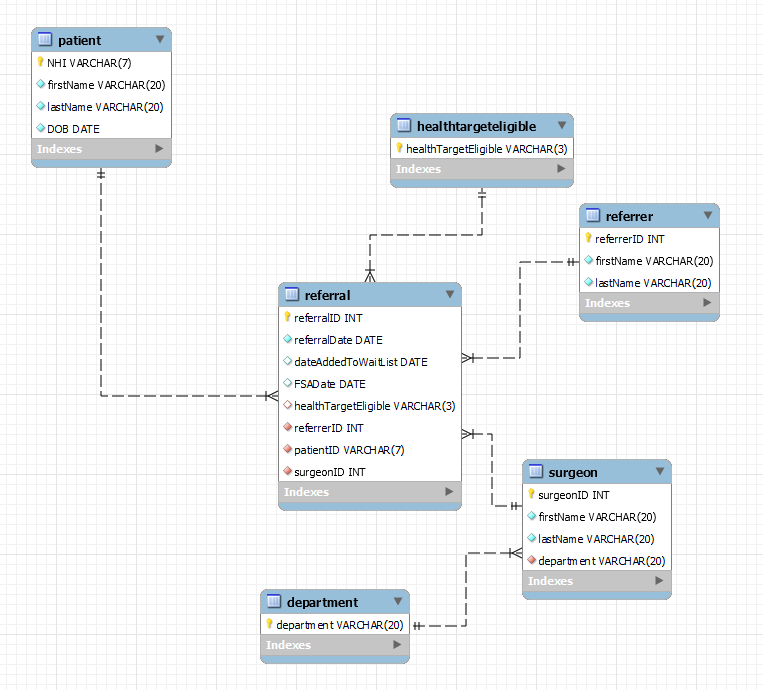 patient
NHI VARCHAR(7)
firstName VARCHAR(20)
lastName VARCHAR(20)
DOB DATE
Indexes
healthtargeteligible
healthTargetEligible VARCHAR(3)
Indexes
referrer
referrerID INT
firstName VARCHAR(20)
lastName VARCHAR(20)
Indexes
referral
referralID INT
referralDate DATE
dateAddedToWaitList DATE
FSADate DATE
healthTargetEligible VARCHAR(3)
referrerID INT
patientID VARCHAR(7)
surgeonID INT
Indexes
surgeon
surgeonID INT
firstName VARCHAR(20)
lastName VARCHAR(20)
department VARCHAR(20)
Indexes
department
department VARCHAR(20)
Indexes